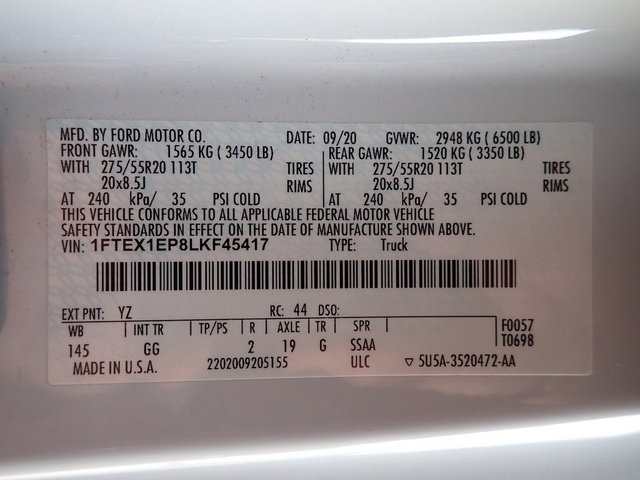 MFD. BY FORD MOTOR CO. DATE: 09/20 GVWR: 2948 KG ( 6500 LB)
FRONT GAWR: 1565 KG ( 3450 LB) REAR GAWR: 1520 KG ( 3350 LB)
WITH 275/55R20 113T TIRES 275/55R20 113T TIRES
20x8.5J RIMS 20x8.5J RIMS
AT 240 kPa/ 35 PSI COLD AT 240 kPa/ 35 PSI COLD
THIS VEHICLE CONFORMS TO ALL APPLICABLE FEDERAL MOTOR VEHICLE
SAFETY STANDARDS IN EFFECT ON THE DATE OF MANUFACTURE SHOWN ABOVE.
VIN: 1FTEX1EP8LKF45417 TYPE: Truck
EXT PNT: YZ RC: 44 DSO:
WB INT TR TP/PS R AXLE TR SPR F0057
145 GG 2 19 G SSAA T0698
MADE IN U.S.A. 2202009205155 ULC ▽ 5U5A-3520472-AA